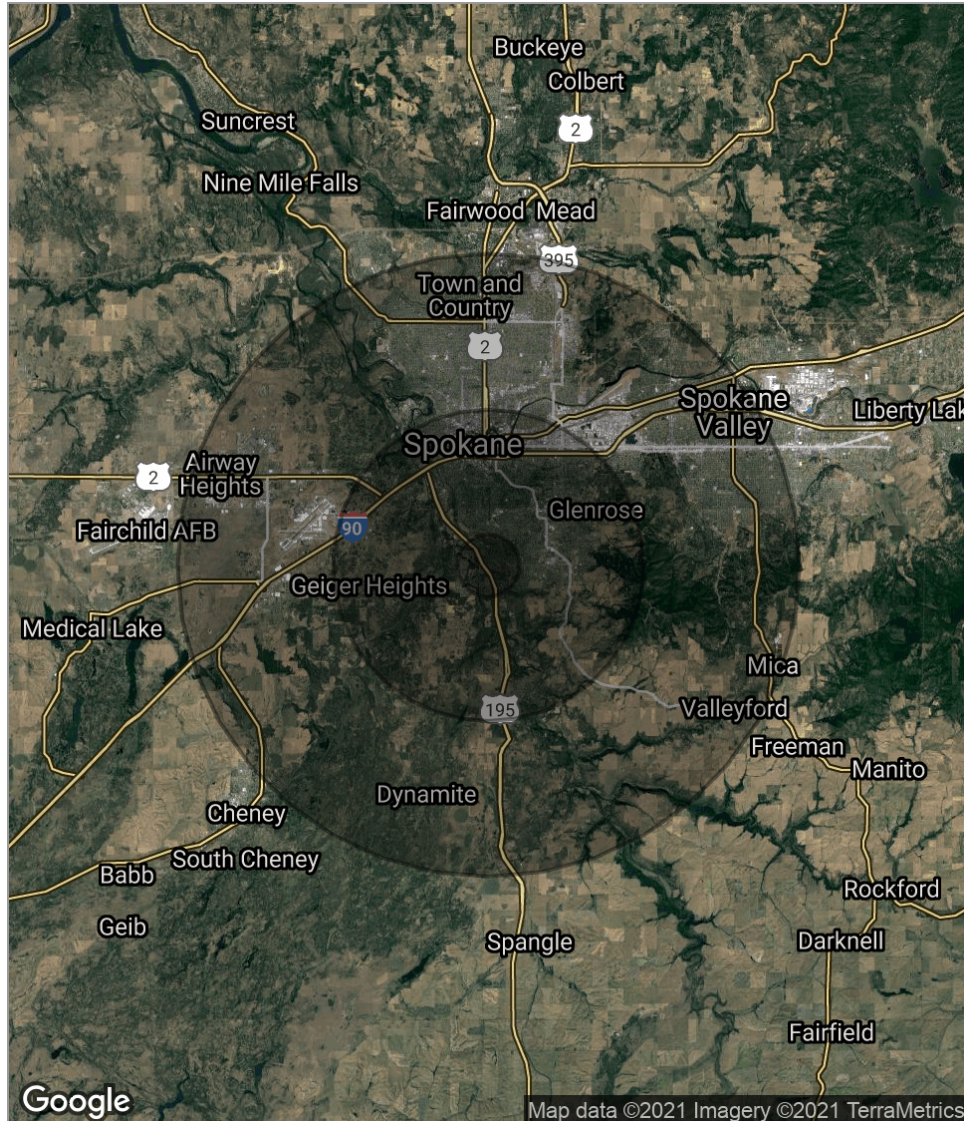 Buckeye
Colbert
2
Suncrest
Nine Mile Falls
Fairwood Mead
395
Town and
Country
2
Spokane
Valley
Liberty Lak
Spokane
Airway
Heights
2
Glenrose
Fairchild AFB
90
Geiger Heights
Medical Lake
Mica
195
Valleyford
Freeman
Manito
Dynamite
Cheney
South Cheney
Babb
Rockford
Geib
Spangle
Darknell
Fairfield
Google
Map data ©2021 Imagery ©2021 TerraMetrics